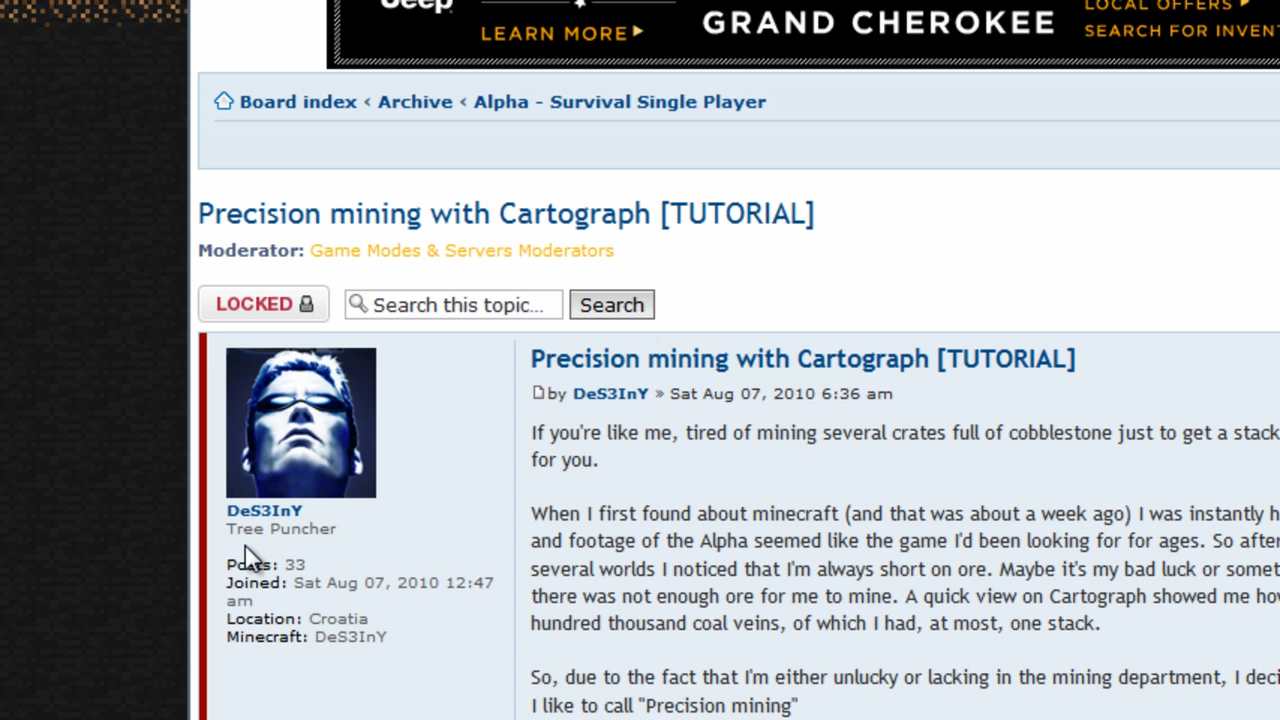 Jeep
LEARN MORE
GRAND CHEROKEE
LOCAL OFFERS
SEARCH FOR INVEN
Board index ‹ Archive ‹ Alpha - Survival Single Player
Precision mining with Cartograph [TUTORIAL]
Moderator: Game Modes & Servers Moderators
LOCKED
Search this topic...
Search
DeS3InY
Tree Puncher
Posts: 33
Joined: Sat Aug 07, 2010 12:47
am
Location: Croatia
Minecraft: DeS3InY
Precision mining with Cartograph [TUTORIAL]
by DeS3InY » Sat Aug 07, 2010 6:36 am
If you're like me, tired of mining several crates full of cobblestone just to get a stack
for you.
When I first found about minecraft (and that was about a week ago) I was instantly h
and footage of the Alpha seemed like the game I'd been looking for for ages. So after
several worlds I noticed that I'm always short on ore. Maybe it's my bad luck or somet
there was not enough ore for me to mine. A quick view on Cartograph showed me how
hundred thousand coal veins, of which I had, at most, one stack.
So, due to the fact that I'm either unlucky or lacking in the mining department, I deci
I like to call "Precision mining"